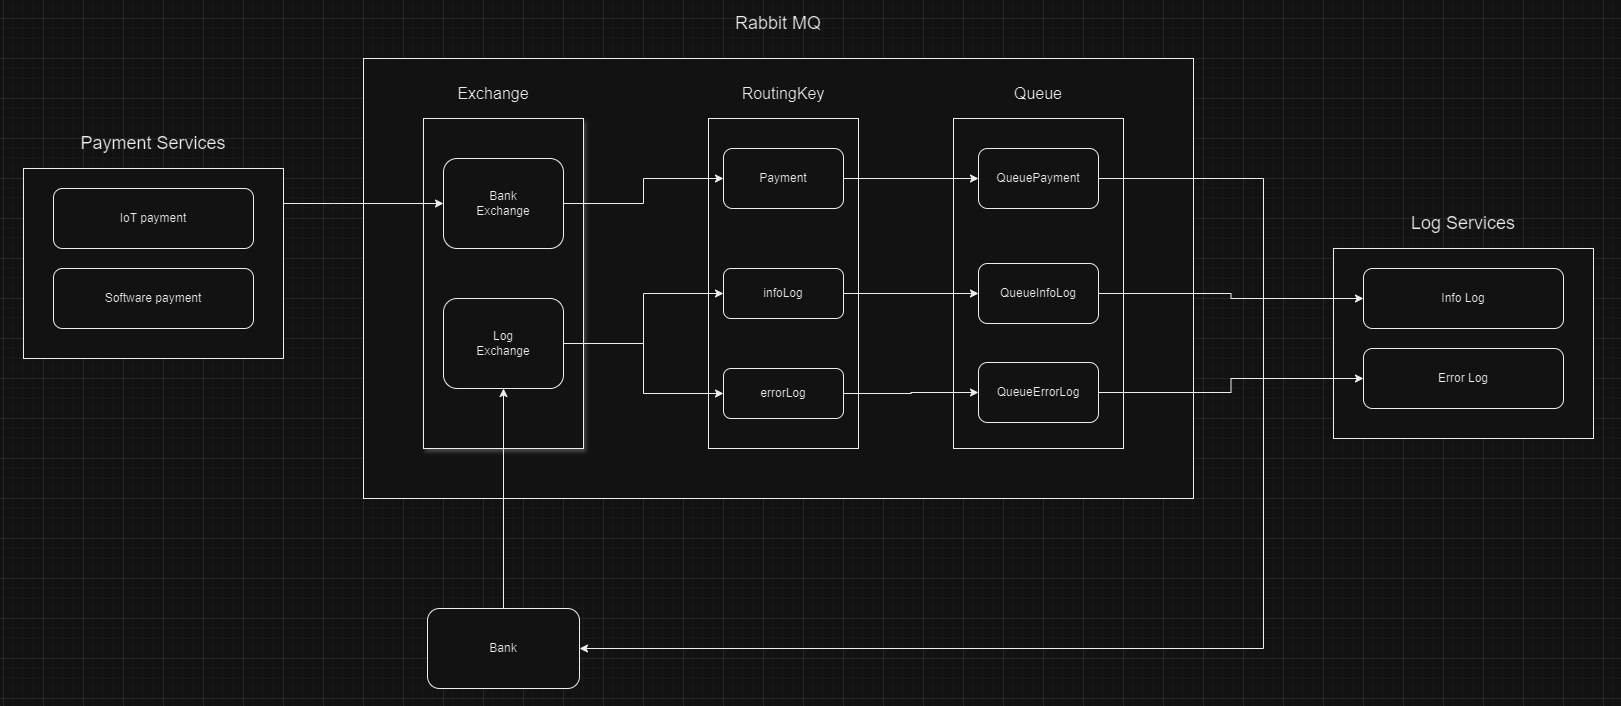 Rabbit MQ
Exchange
RoutingKey
Queue
Payment Services
IoT payment
Software payment
Bank
Exchange
Log
Exchange
Payment
infoLog
errorLog
QueuePayment
QueueInfoLog
QueueErrorLog
Log Services
Info Log
Error Log
Bank